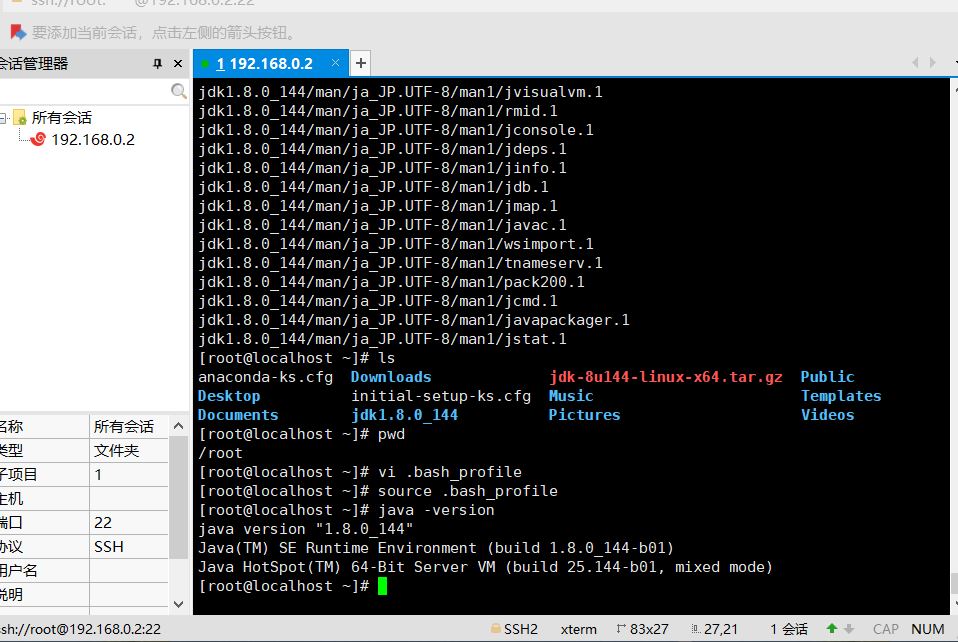 ssh://root: @192.168.0.2:22
要添加当前会话，点击左侧的箭头按钮。
会话管理器
1 192.168.0.2
所有会话
192.168.0.2
jdk1.8.0_144/man/ja_JP.UTF-8/man1/jvisualvm.1
jdk1.8.0_144/man/ja_JP.UTF-8/man1/rmid.1
jdk1.8.0_144/man/ja_JP.UTF-8/man1/jconsole.1
jdk1.8.0_144/man/ja_JP.UTF-8/man1/jdeps.1
jdk1.8.0_144/man/ja_JP.UTF-8/man1/jinfo.1
jdk1.8.0_144/man/ja_JP.UTF-8/man1/jdb.1
jdk1.8.0_144/man/ja_JP.UTF-8/man1/jmap.1
jdk1.8.0_144/man/ja_JP.UTF-8/man1/javac.1
jdk1.8.0_144/man/ja_JP.UTF-8/man1/wsimport.1
jdk1.8.0_144/man/ja_JP.UTF-8/man1/tnameserv.1
jdk1.8.0_144/man/ja_JP.UTF-8/man1/pack200.1
jdk1.8.0_144/man/ja_JP.UTF-8/man1/jcmd.1
jdk1.8.0_144/man/ja_JP.UTF-8/man1/javapackager.1
jdk1.8.0_144/man/ja_JP.UTF-8/man1/jstat.1
[root@localhost ~]# ls
anaconda-ks.cfg Downloads jdk-8u144-linux-x64.tar.gz Public
Desktop initial-setup-ks.cfg Music Templates
Documents jdk1.8.0_144 Pictures Videos
[root@localhost ~]# pwd
/root
[root@localhost ~]# vi .bash_profile
[root@localhost ~]# source .bash_profile
[root@localhost ~]# java -version
java version "1.8.0_144"
Java(TM) SE Runtime Environment (build 1.8.0_144-b01)
Java HotSpot(TM) 64-Bit Server VM (build 25.144-b01, mixed mode)
[root@localhost ~]#
名称 所有会话
类型 文件夹
子项目 1
主机
端口 22
协议 SSH
用户名
说明
ssh://root@192.168.0.2:22 SSH2 xterm 83x27 27,21 1 会话 CAP NUM